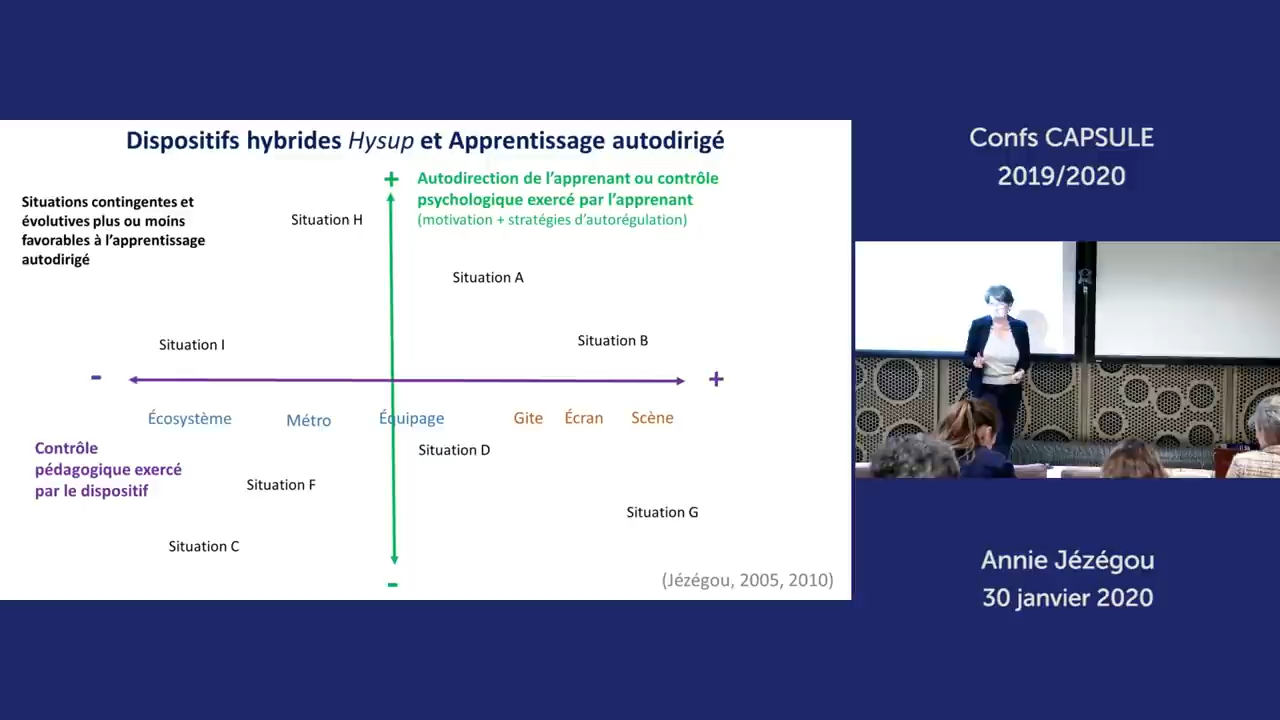 Dispositifs hybrides Hysup et Apprentissage autodirigé
+
Autodirection de l’apprenant ou contrôle
psychologique exercé par l’apprenant
(motivation + stratégies d’autorégulation)
Situations contingentes et
évolutives plus ou moins
favorables à l’apprentissage
autodirigé
Situation H
Situation A
Situation I
Situation B
-
+
Écosystème
Métro
Équipage
Gite
Écran
Scène
Contrôle
pédagogique exercé
par le dispositif
Situation D
Situation F
Situation G
Situation C
-
(Jézégou, 2005, 2010)
Confs CAPSULE
2019/2020
Annie Jézégou
30 janvier 2020